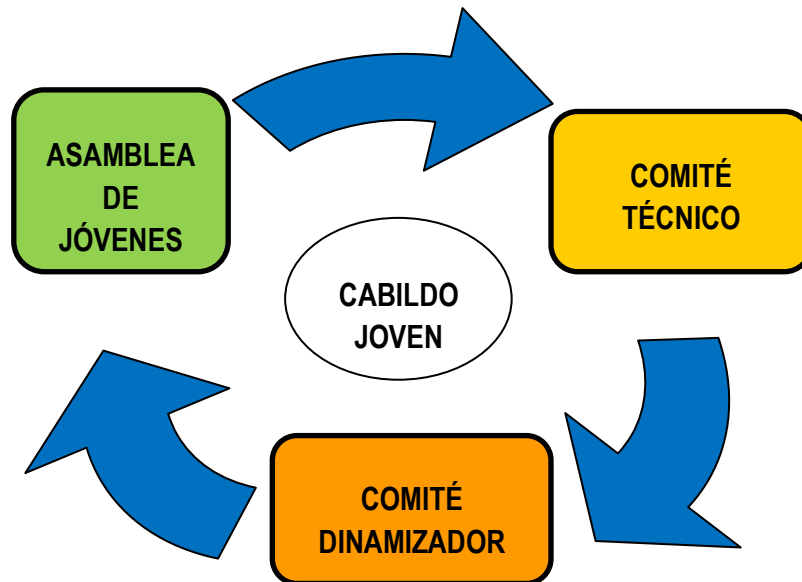 ASAMBLEA
DE
JÓVENES
COMITÉ
TÉCNICO
CABILDO
JOVEN
COMITÉ
DINAMIZADOR